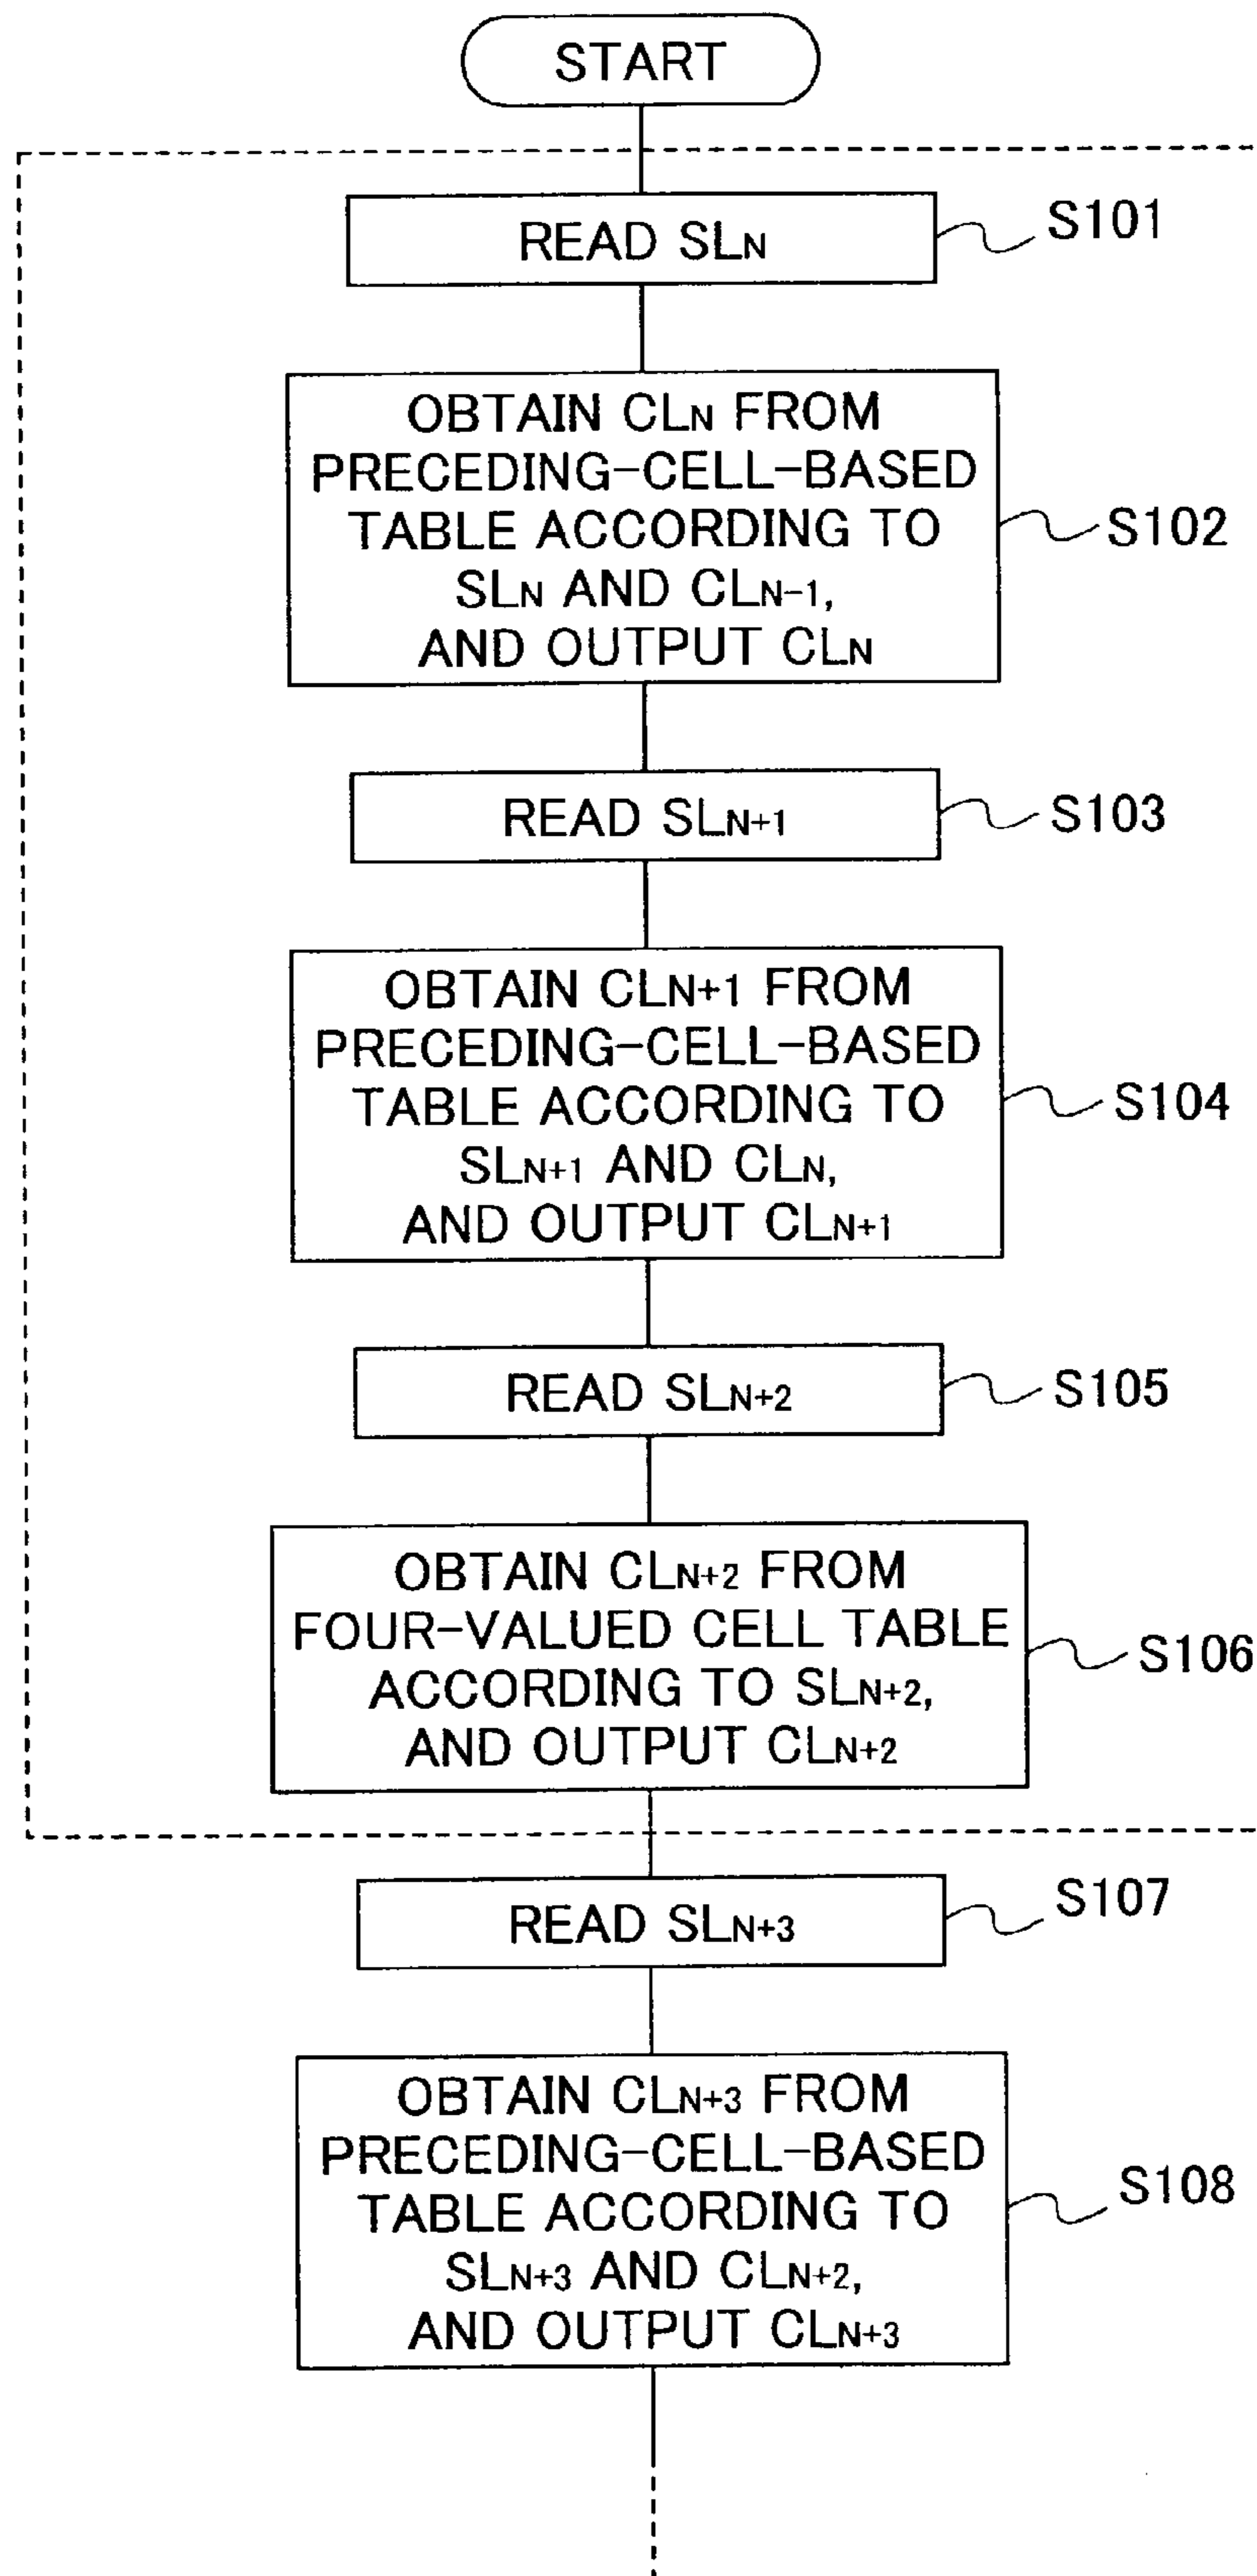 START
READ SLN
S101
OBTAIN CLN FROM
PRECEDING-CELL-BASED
TABLE ACCORDING TO
SLN AND CLN-1,
AND OUTPUT CLN
S102
READ SLN+1
S103
OBTAIN CLN+1 FROM
PRECEDING-CELL-BASED
TABLE ACCORDING TO
SLN+1 AND CLN,
AND OUTPUT CLN+1
S104
READ SLN+2
S105
OBTAIN CLN+2 FROM
FOUR-VALUED CELL TABLE
ACCORDING TO SLN+2,
AND OUTPUT CLN+2
S106
READ SLN+3
S107
OBTAIN CLN+3 FROM
PRECEDING-CELL-BASED
TABLE ACCORDING TO
SLN+3 AND CLN+2,
AND OUTPUT CLN+3
S108